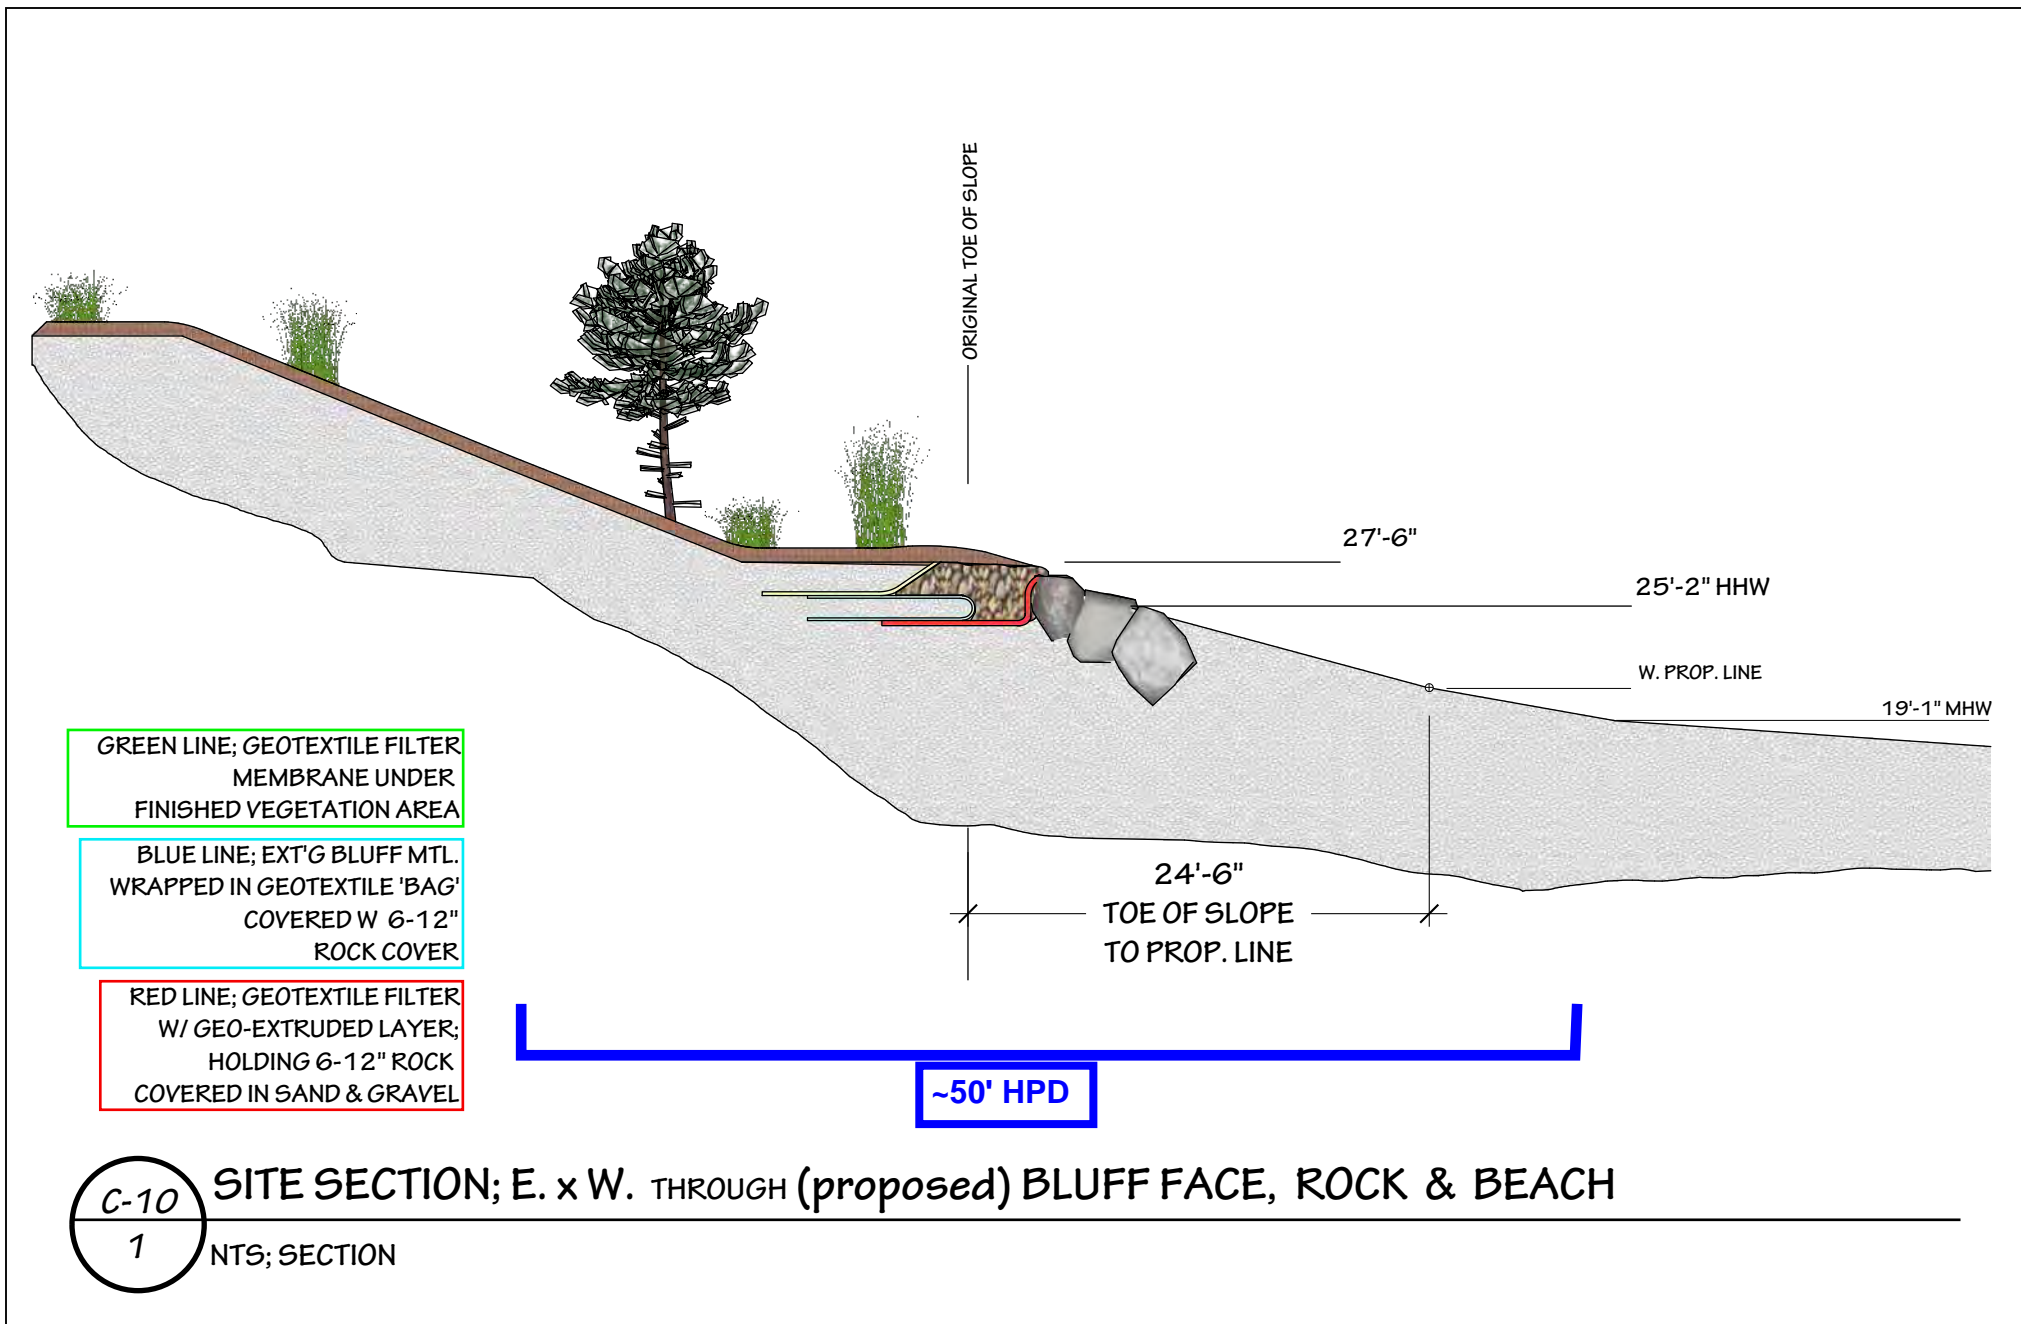 ORIGINAL TOE OF SLOPE
27'-6"
25'-2" HHW
W. PROP. LINE
19'-1" MHW
GREEN LINE; GEOTEXTILE FILTER
MEMBRANE UNDER
FINISHED VEGETATION AREA
BLUE LINE; EXT'G BLUFF MTL.
WRAPPED IN GEOTEXTILE 'BAG'
COVERED W 6-12"
ROCK COVER
RED LINE; GEOTEXTILE FILTER
W/ GEO-EXTRUDED LAYER;
HOLDING 6-12" ROCK
COVERED IN SAND & GRAVEL
24'-6"
TOE OF SLOPE
TO PROP. LINE
~50' HPD
C-10
1
SITE SECTION; E. x W. THROUGH (proposed) BLUFF FACE, ROCK & BEACH
NTS; SECTION